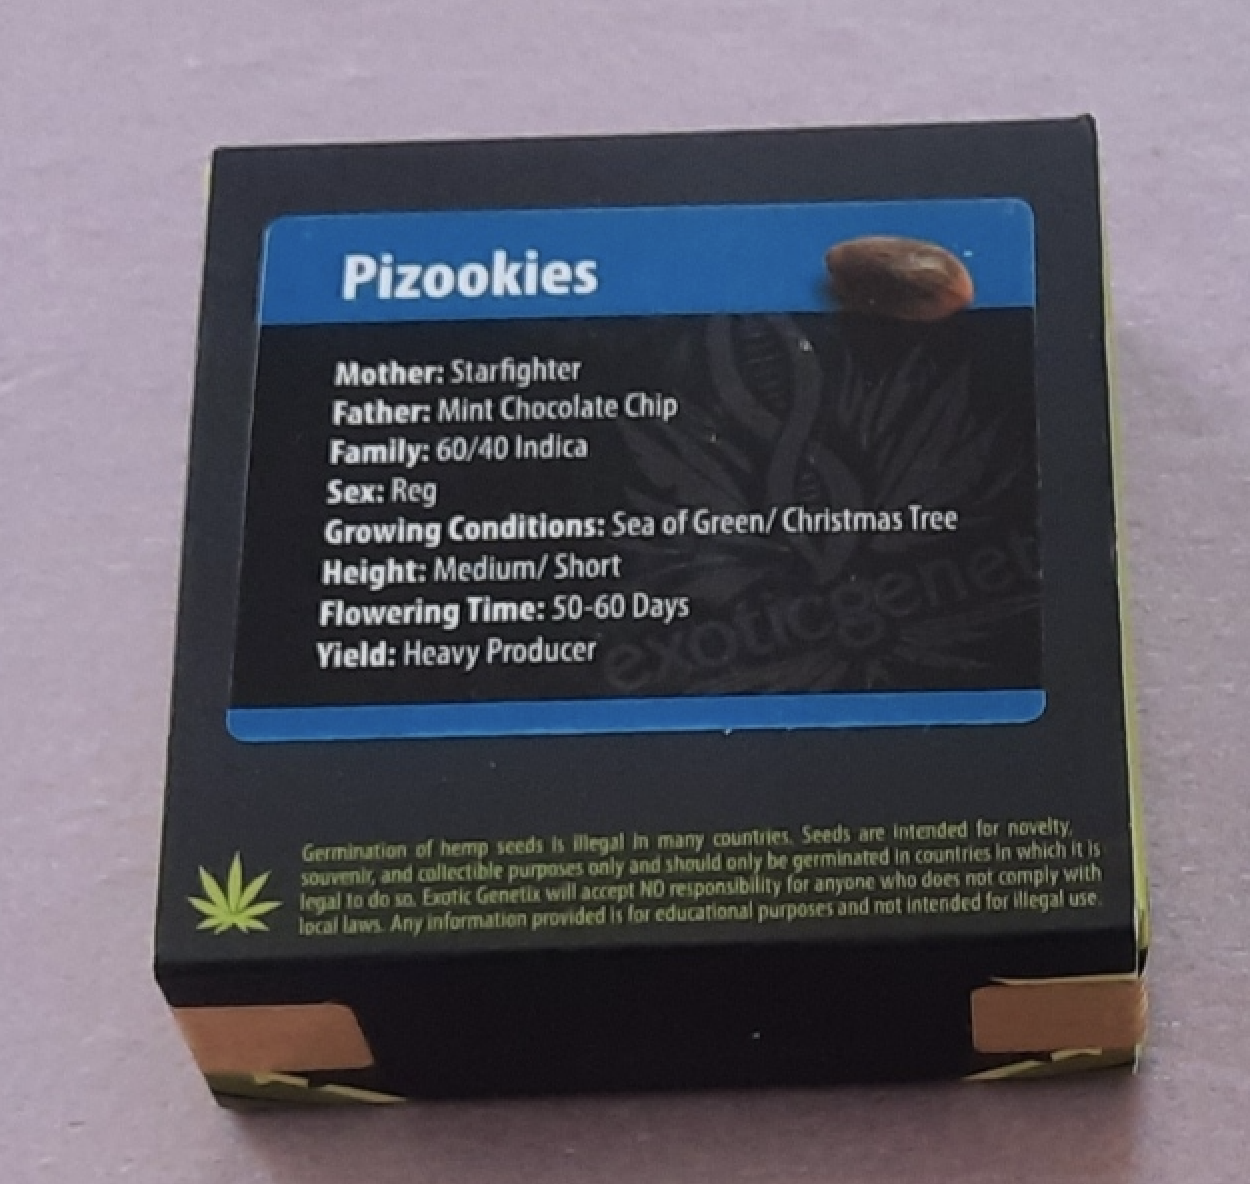 Pizookies
Mother: Starfighter
Father: Mint Chocolate Chip
Family: 60/40 Indica
Sex: Reg
Growing Conditions: Sea of Green/ Christmas Tree
Height: Medium/ Short
Flowering Time: 50-60 Days
Yield: Heavy Producer
exoticgenet
Germination of hemp seeds is illegal in many countries. Seeds are intended for novelty,
souvenir, and collectible purposes only and should only be germinated in countries in which it is
legal to do so. Exotic Genetix will accept NO responsibility for anyone who does not comply with
local laws. Any information provided is for educational purposes and not intended for illegal use.